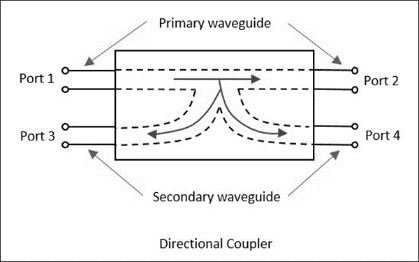 Primary waveguide
Port 1
Port 2
Port 3
Port 4
Secondary waveguide
Directional Coupler